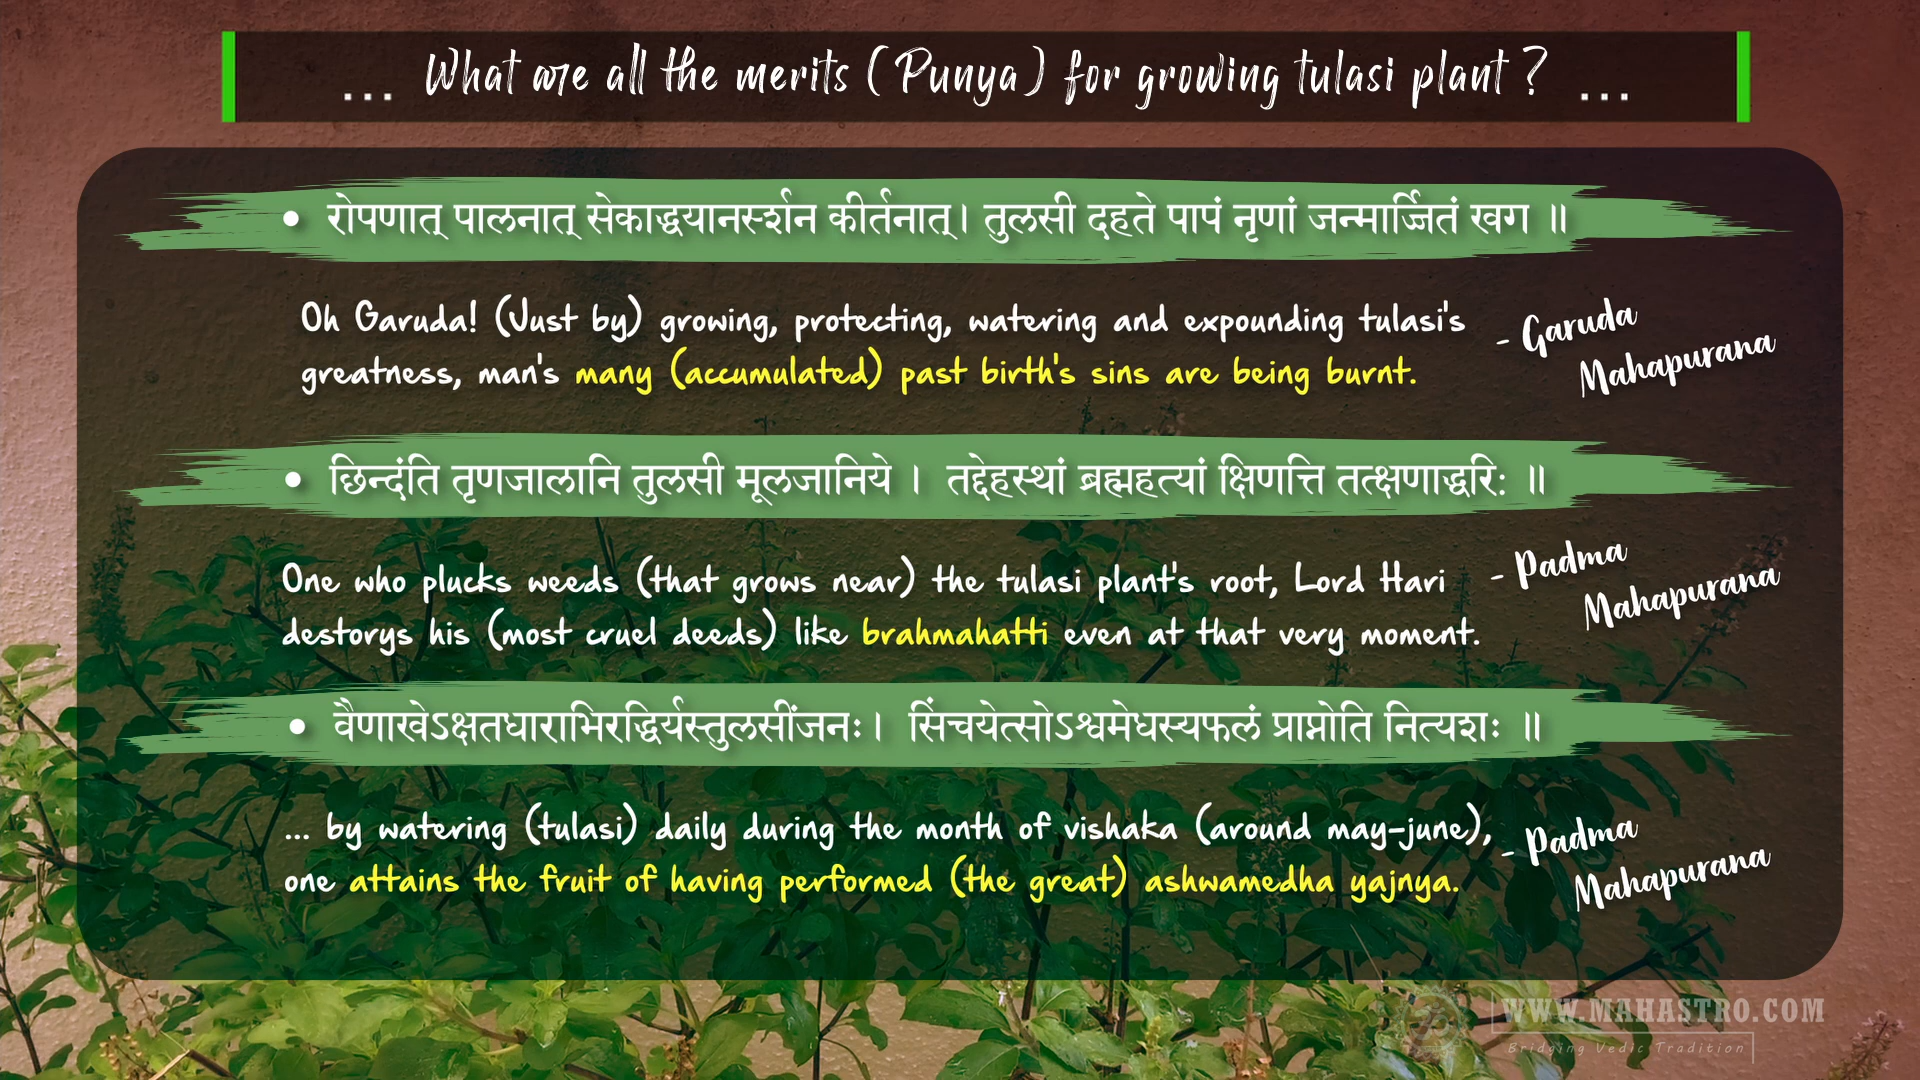 ... What are all the merits (Punya) for growing tulasi plant ? ...
• रोपणात् पालनात् सेकाद्धयानस्र्शन कीर्तनात्। तुलसी दहते पापं नृणां जन्मार्ज्जितं खग ॥
Oh Garuda! (Just by) growing, protecting, watering and expounding tulasi's
greatness, man's many (accumulated) past birth's sins are being burnt.
- Garuda
Mahapurana
• छिन्दंति तृणजालानि तुलसी मूलजानिये । तद्देहस्थां ब्रह्महत्यां क्षिणत्ति तत्क्षणाद्धरिः ॥
One who plucks weeds (that grows near) the tulasi plant's root, Lord Hari
destorys his (most cruel deeds) like brahmahatti even at that very moment.
- Padma
Mahapurana
• वैणाखेऽक्षतधाराभिरद्धिर्यस्तुलसींजनः। सिंचयेत्सोऽश्वमेधस्यफलं प्राप्नोति नित्यशः ॥
... by watering (tulasi) daily during the month of vishaka (around may-june),
one attains the fruit of having performed (the great) ashwamedha yajnya.
- Padma
Mahapurana
WWW.MAHASTRO.COM
Bridging Vedic Tradition